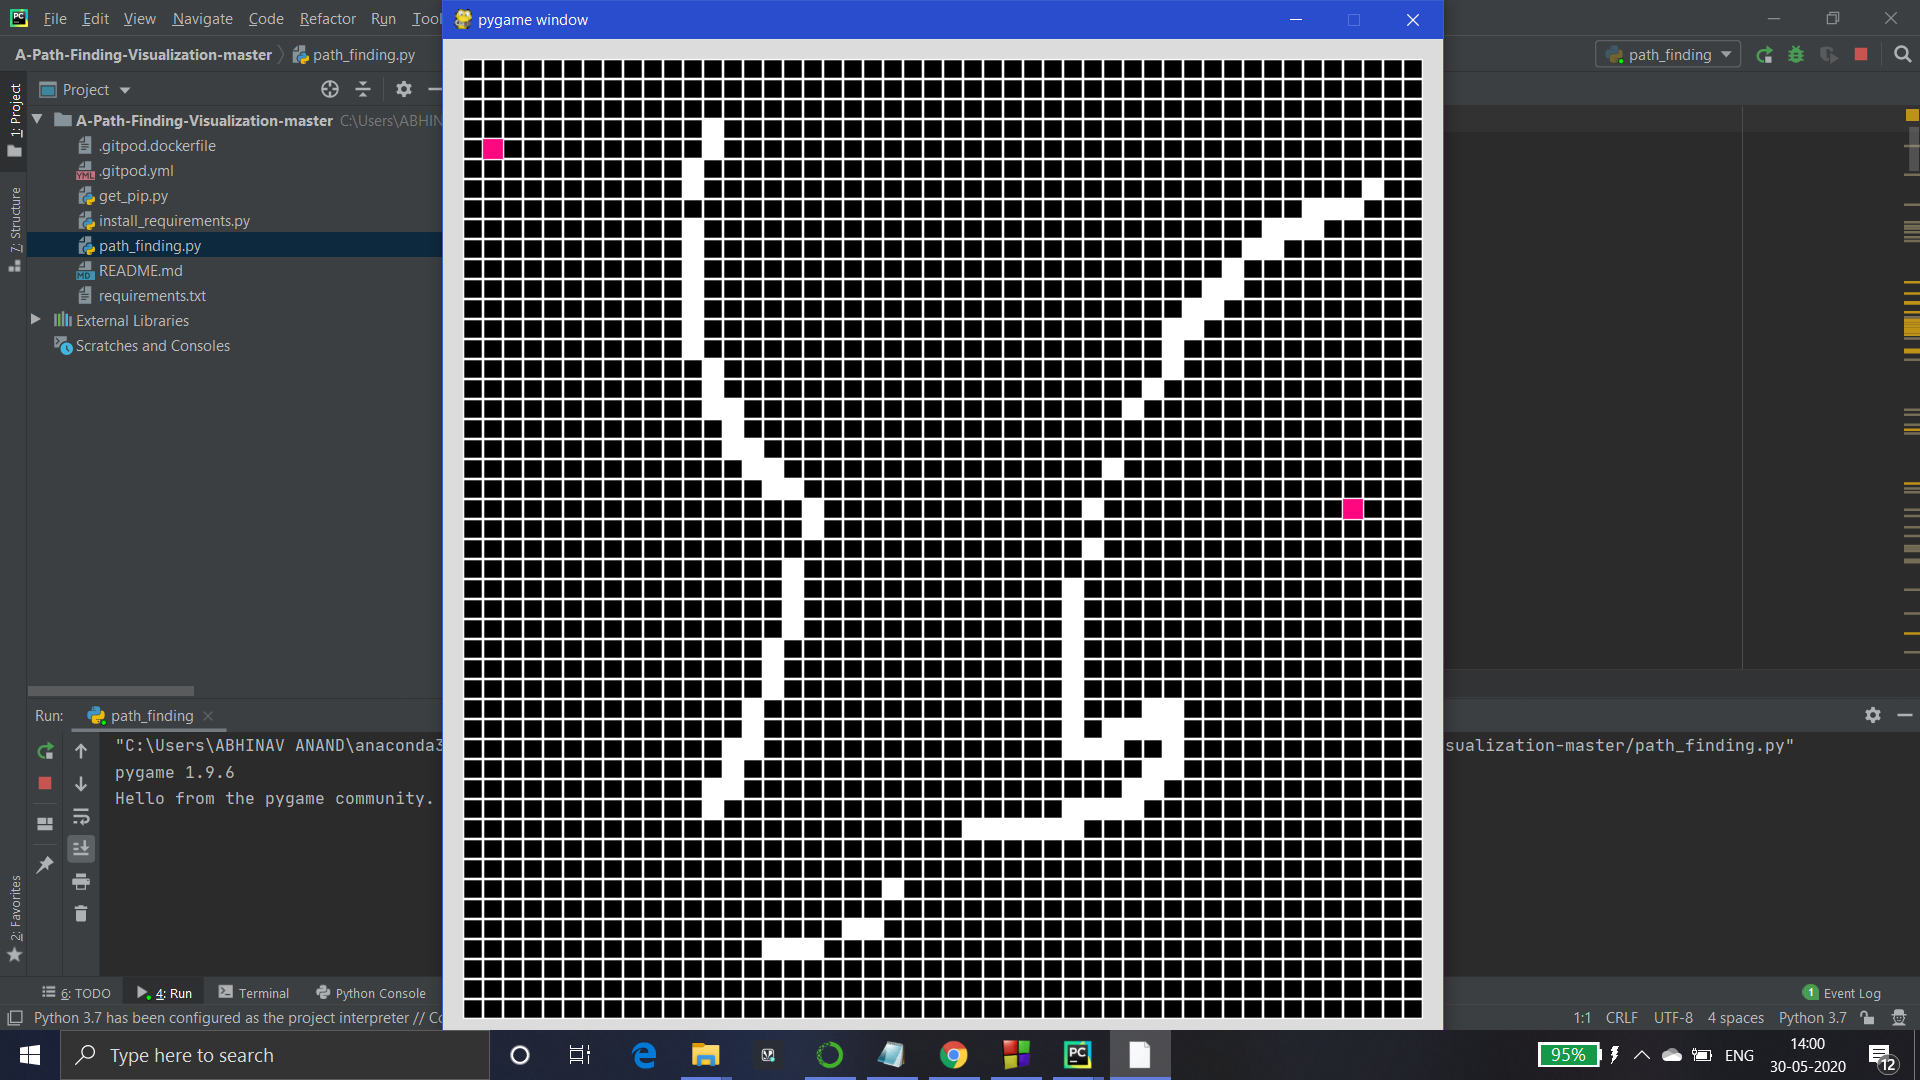 File Edit View Navigate Code Refactor Run Tool
pygame window
A-Path-Finding-Visualization-master
path_finding.py
path_finding
1: Project
Project
A-Path-Finding-Visualization-master C:\Users\ABHIN
.gitpod.dockerfile
.gitpod.yml
get_pip.py
install_requirements.py
path_finding.py
README.md
requirements.txt
External Libraries
Scratches and Consoles
7: Structure
2: Favorites
Run: path_finding
"C:\Users\ABHINAV ANAND\anaconda3
sualization-master/path_finding.py"
pygame 1.9.6
Hello from the pygame community.
6: TODO 4: Run Terminal Python Console
1 Event Log
Python 3.7 has been configured as the project interpreter // Co
1:1 CRLF UTF-8 4 spaces Python 3.7
Type here to search
95% ENG
14:00
30-05-2020
12